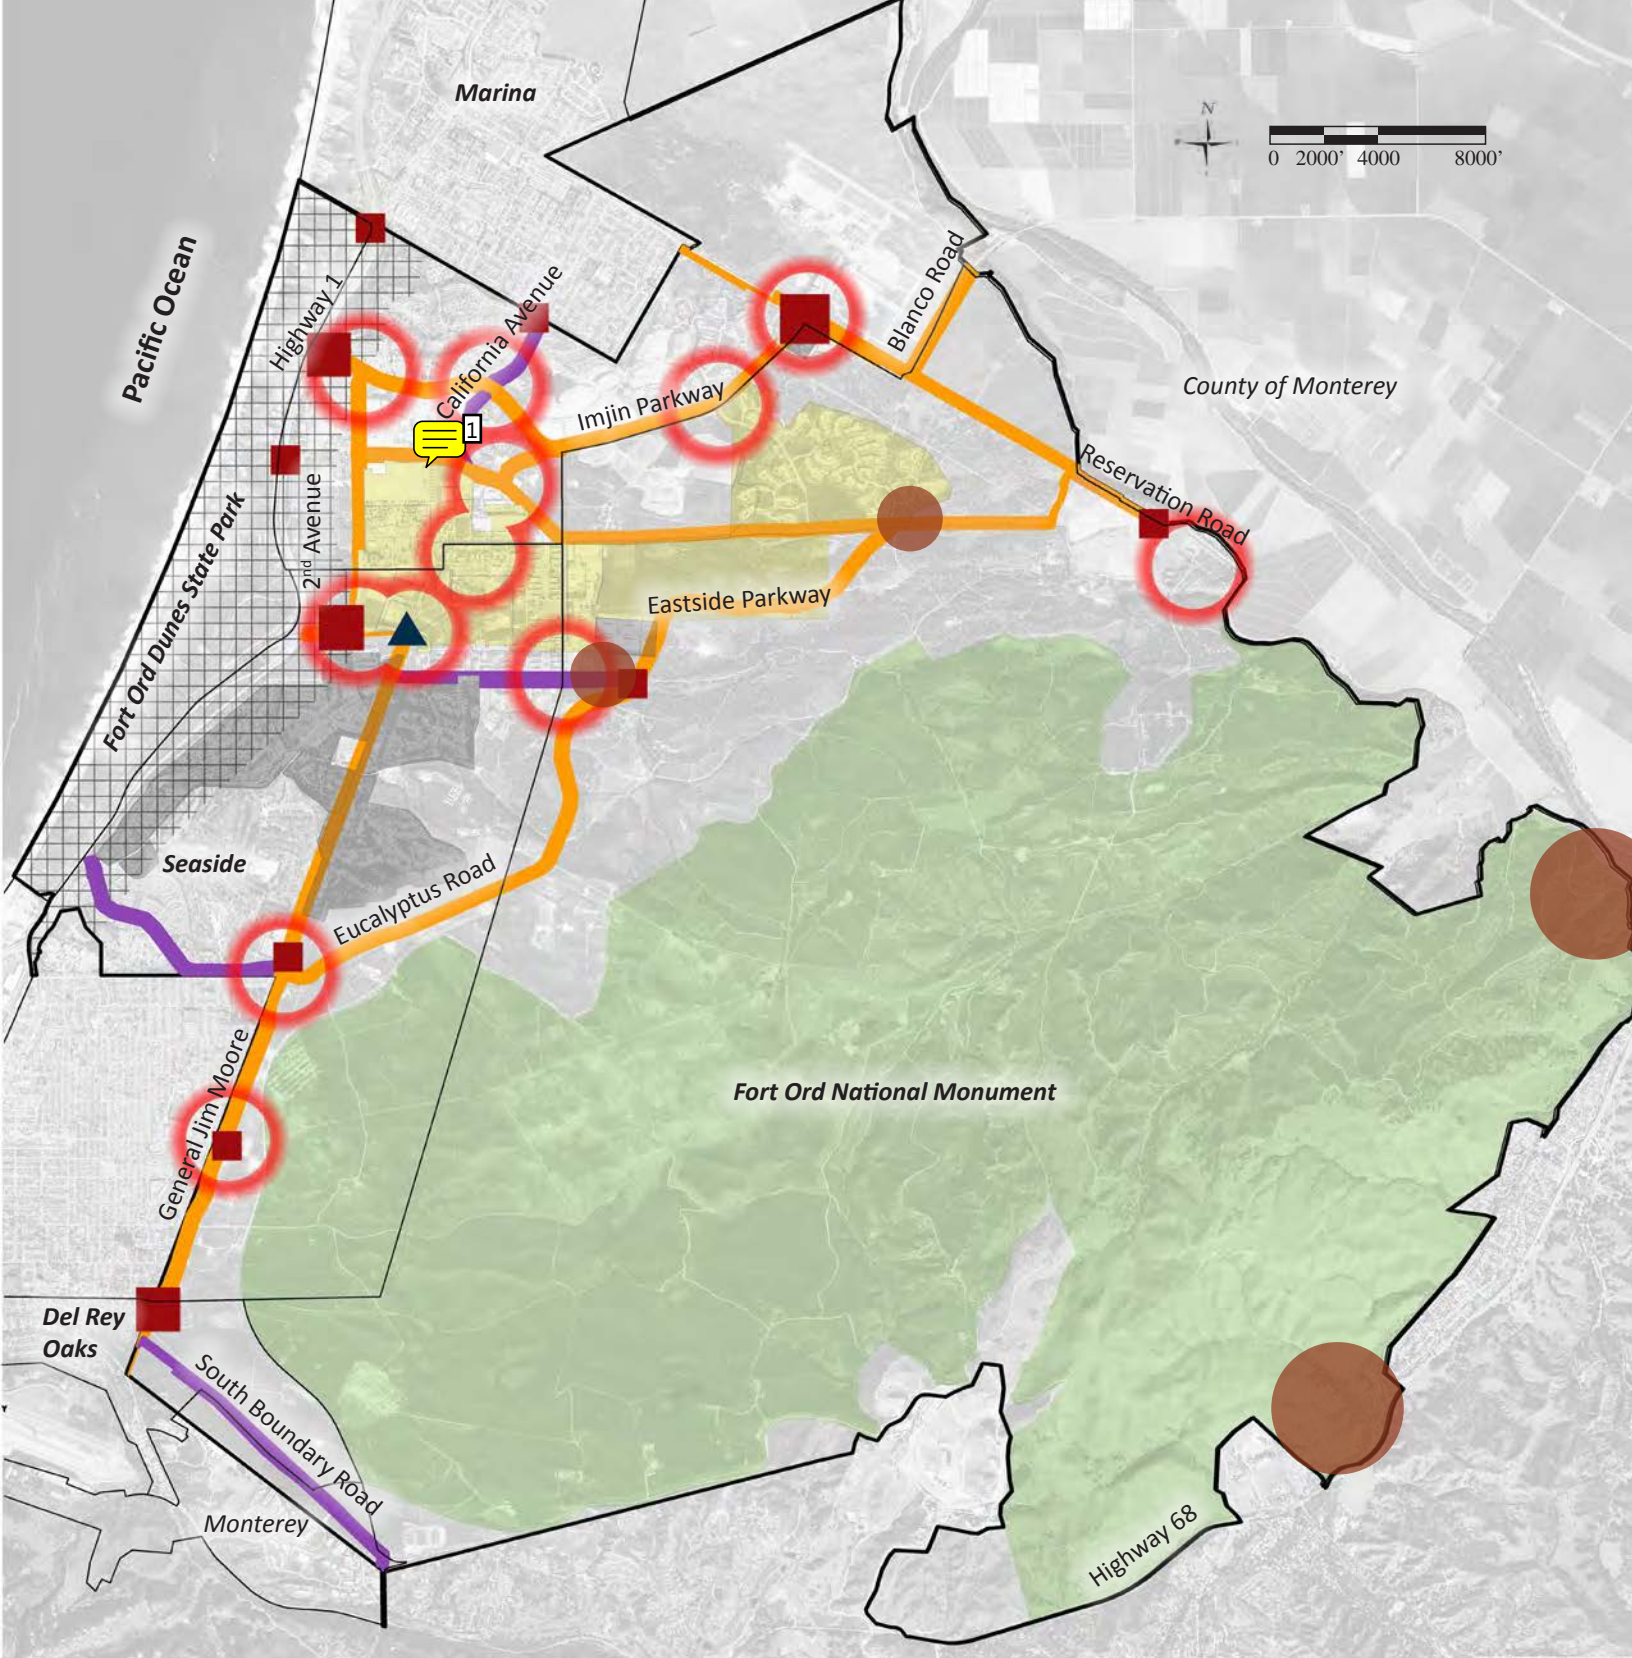 Marina
N
0 2000' 4000 8000'
Pacific Ocean
Highway 1
California Avenue
Blanco Road
County of Monterey
Imjin Parkway
1
Reservation Road
2nd Avenue
Fort Ord Dunes State Park
Eastside Parkway
Seaside
Eucalyptus Road
General Jim Moore
Fort Ord National Monument
Del Rey
Oaks
South Boundary Road
Monterey
Highway 68